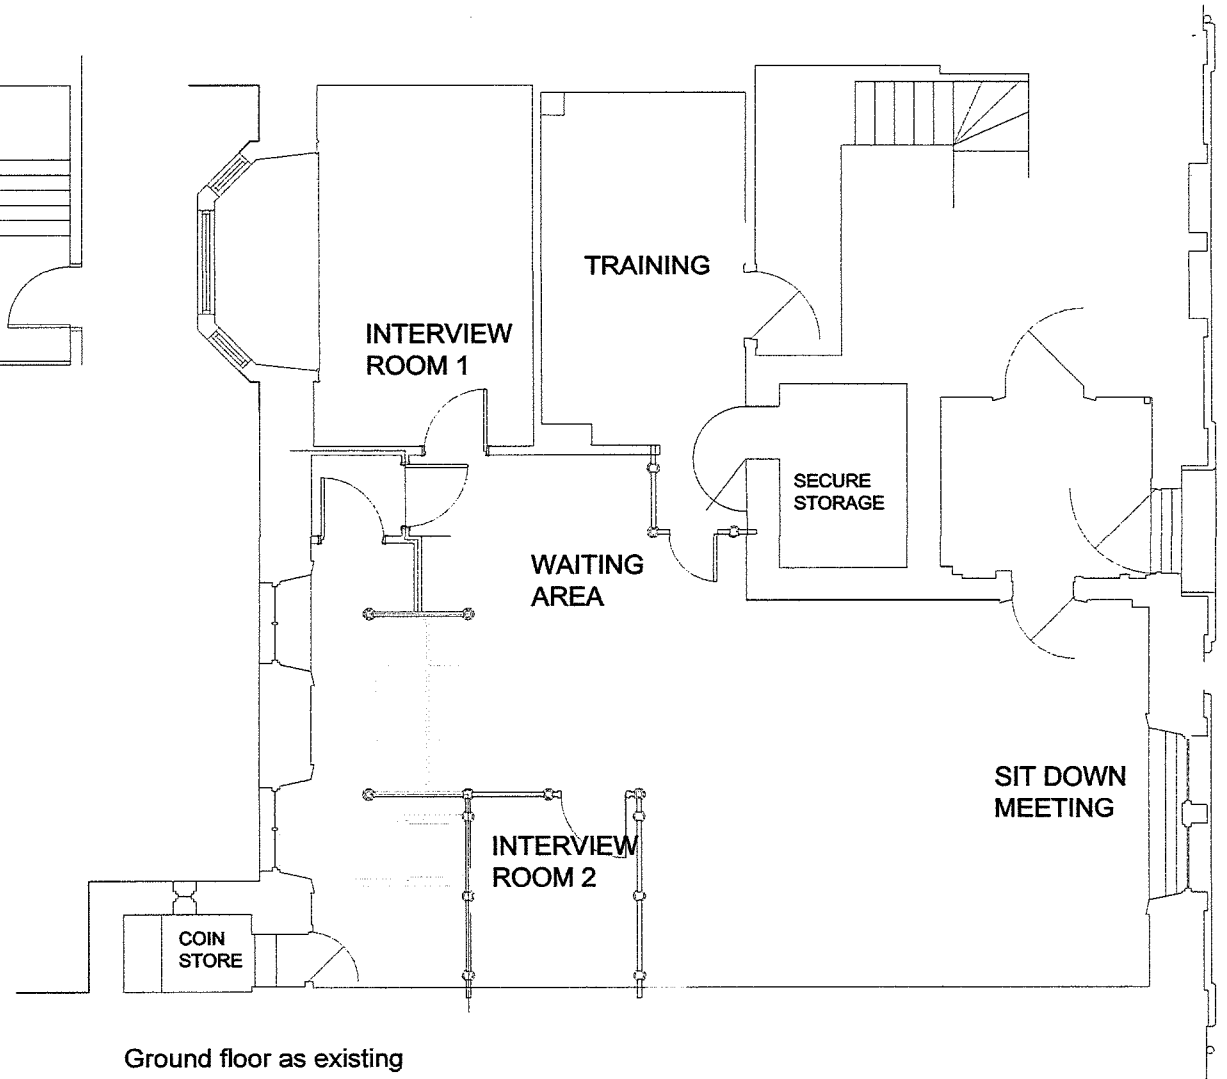 TRAINING
INTERVIEW
ROOM 1
SECURE
STORAGE
WAITING
AREA
SIT DOWN
MEETING
INTERVIEW
ROOM 2
COIN
STORE
Ground floor as existing